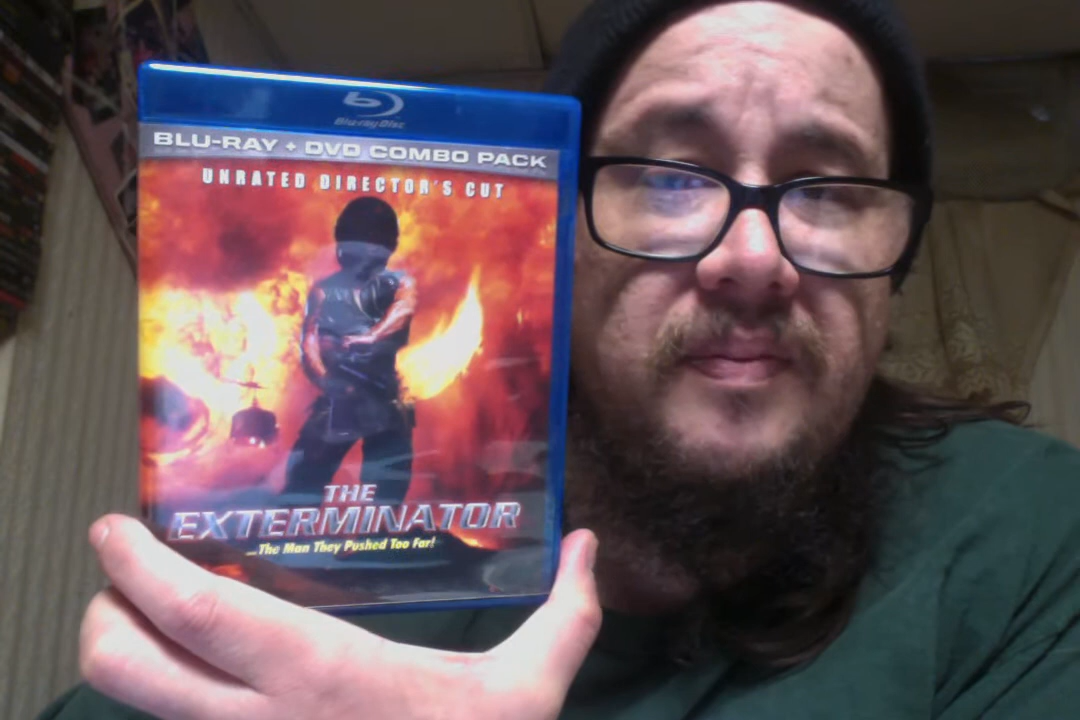 Blu-ray Disc
BLU-RAY + DVD COMBO PACK
UNRATED DIRECTOR'S CUT
THE
EXTERMINATOR
...The Man They Pushed Too Far!